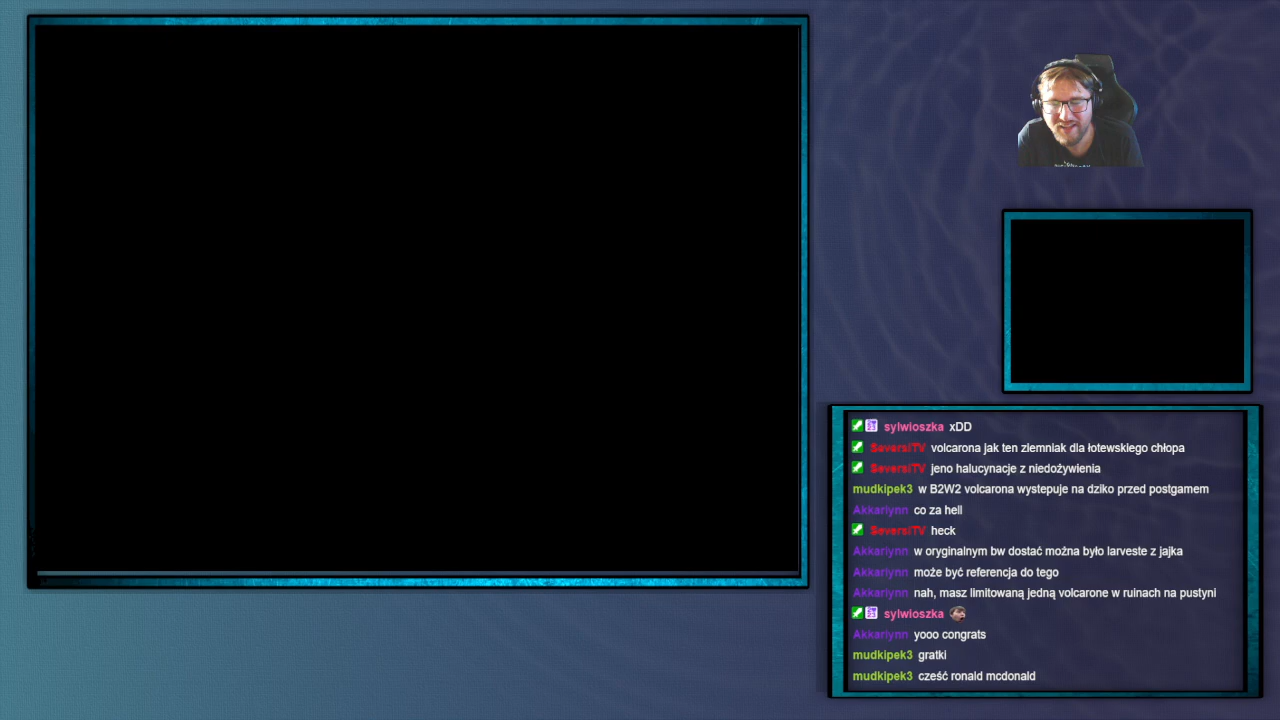 sylwioszka xDD
SeversiTV volcarona jak ten ziemniak dla łotewskiego chłopa
SeversiTV jeno halucynacje z niedożywienia
mudkipek3 w B2W2 volcarona wystepuje na dziko przed postgamem
Akkarlynn co za hell
SeversiTV heck
Akkarlynn w oryginalnym bw dostać można było larveste z jajka
Akkarlynn może być referencja do tego
Akkarlynn nah, masz limitowaną jedną volcarone w ruinach na pustyni
sylwioszka
Akkarlynn yooo congrats
mudkipek3 gratki
mudkipek3 cześć ronald mcdonald